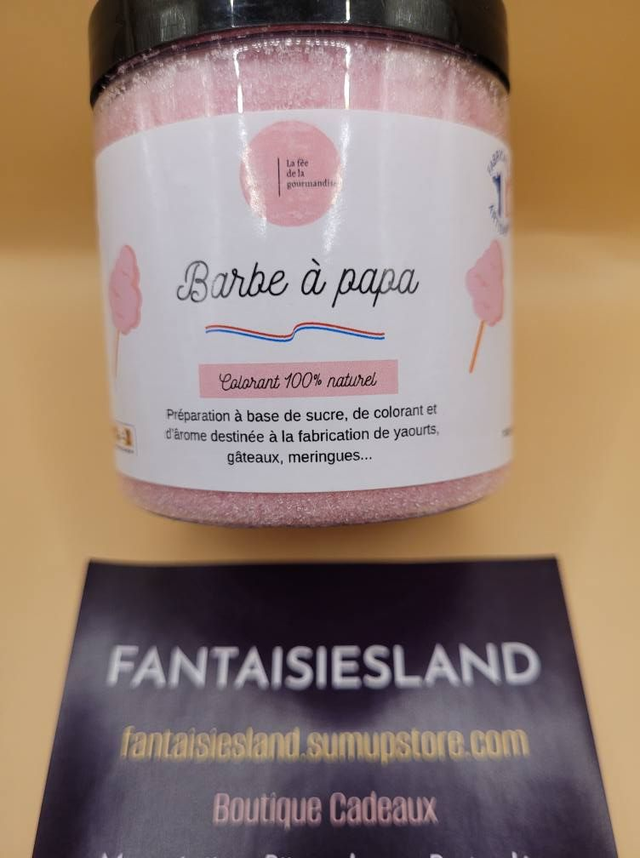 La fée
de la
gourmandise
Barbe à papa
Colorant 100% naturel
Préparation à base de sucre, de colorant et
d'ârome destinée à la fabrication de yaourts,
gâteaux, meringues...
FANTAISIESLAND
fantaisiesland.sumupstore.com
Boutique Cadeaux